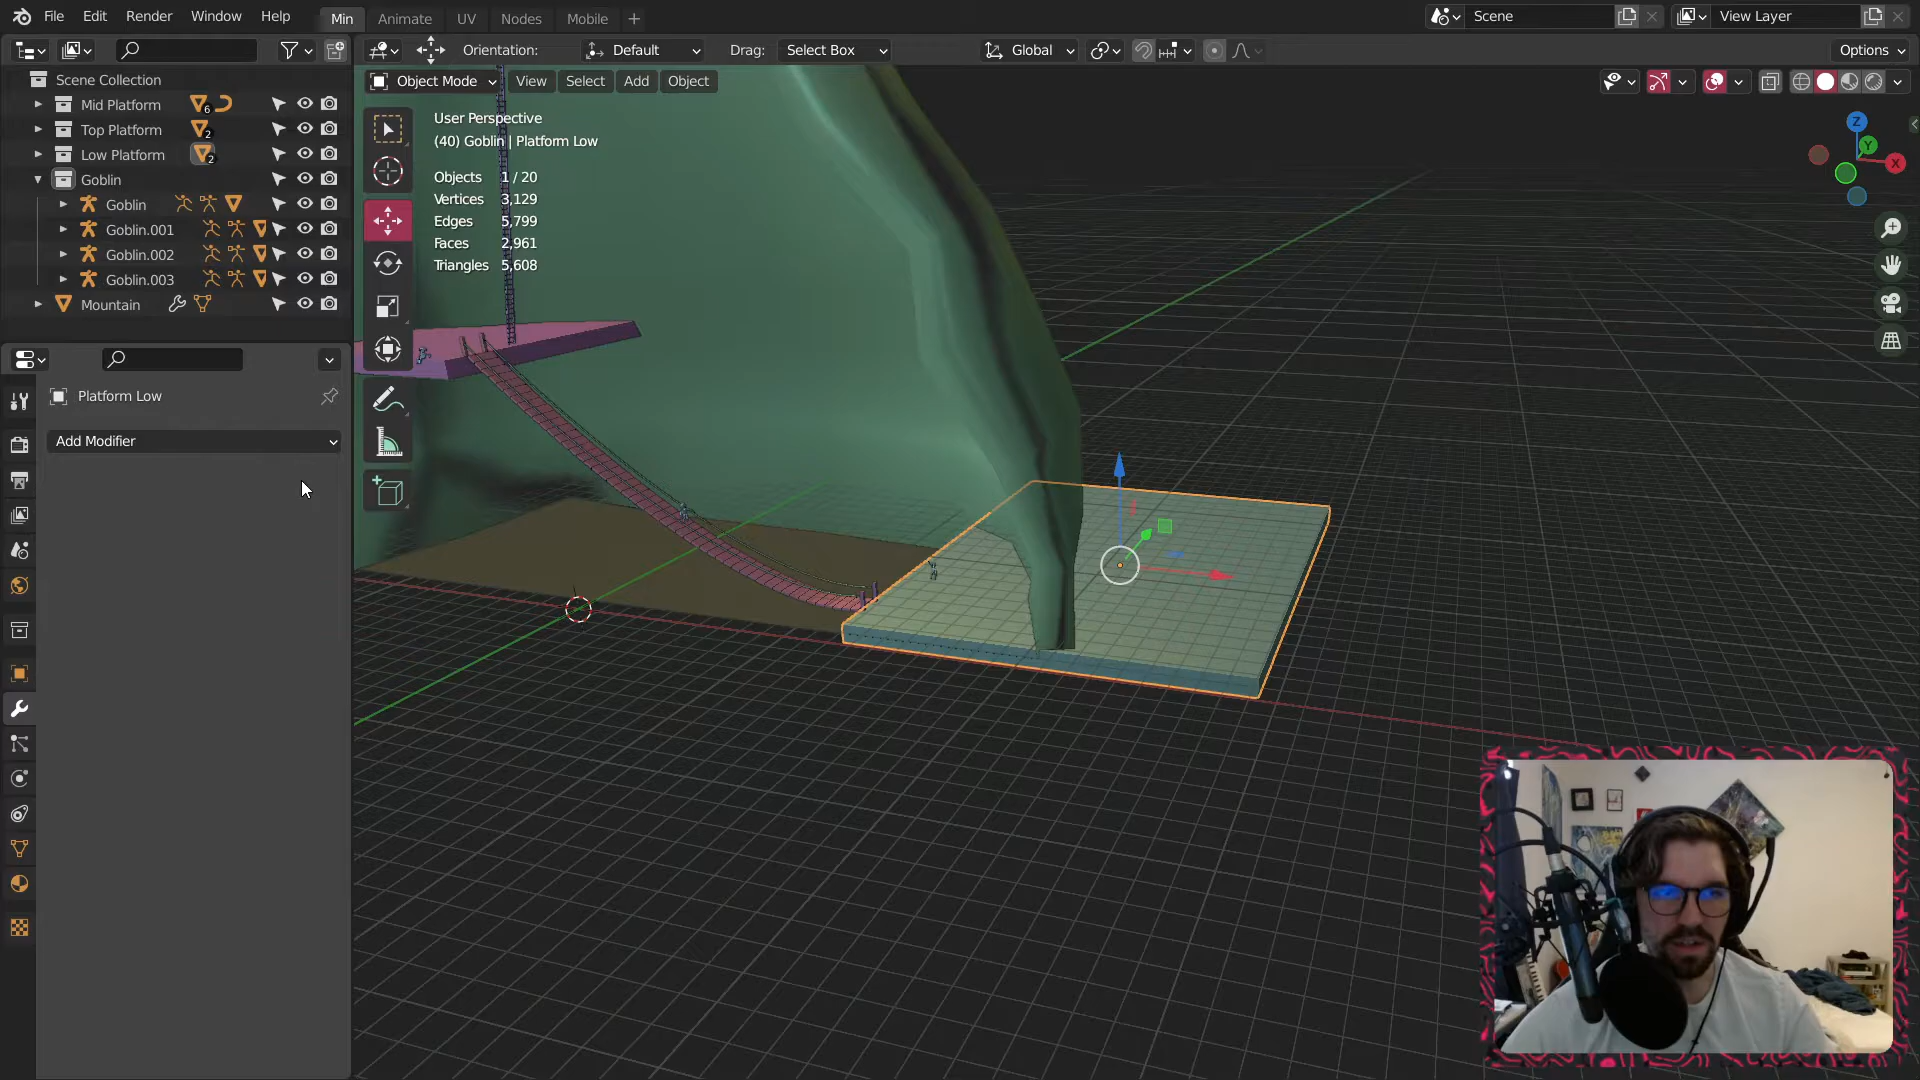 File Edit Render Window Help Min Animate UV Nodes Mobile Scene View Layer
Orientation: Default Drag: Select Box Global Options
Scene Collection
Object Mode View Select Add Object
Mid Platform 6
Top Platform 2
Low Platform 2
Goblin
Goblin
Goblin.001
Goblin.002
Goblin.003
Mountain
User Perspective
(40) Goblin | Platform Low
Objects 1 / 20
Vertices 3,129
Edges 5,799
Faces 2,961
Triangles 5,608
Z
Y
X
Platform Low
Add Modifier